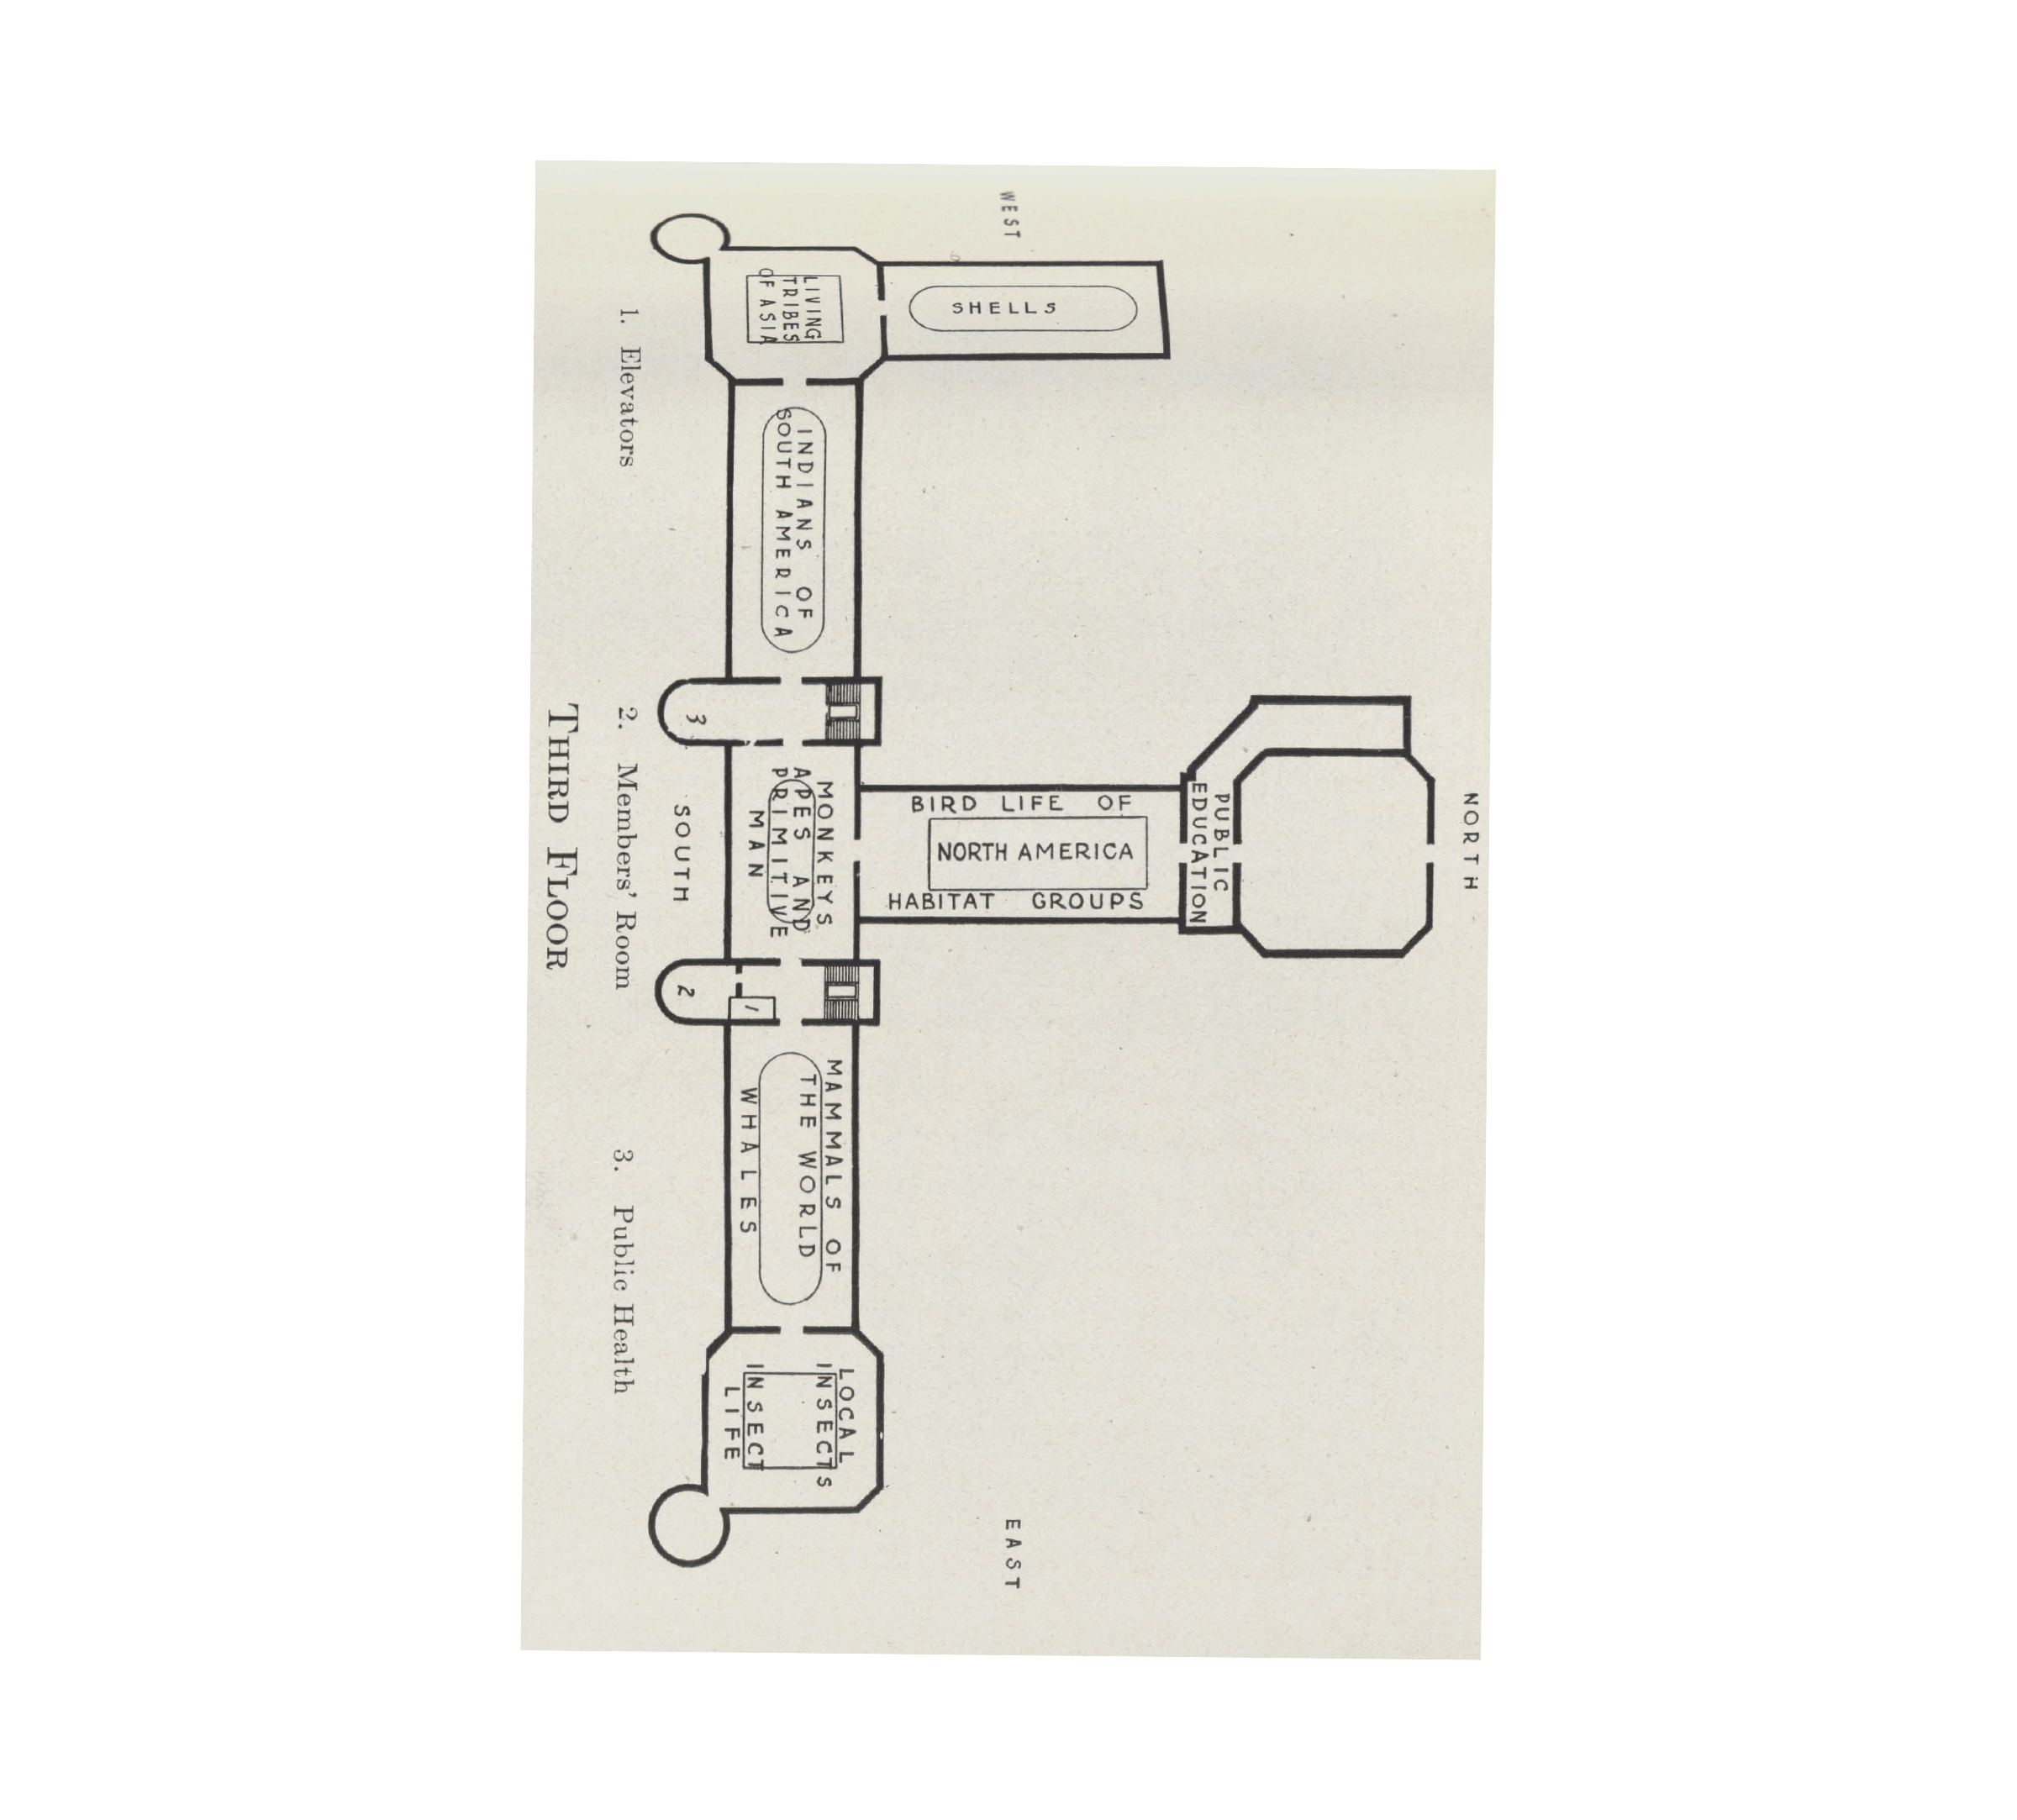 NORTH
PUBLIC
EDUCATION
BIRD LIFE OF
NORTH AMERICA
HABITAT GROUPS
WEST
EAST
SHELLS
LIVING
TRIBES
OF ASIA
INDIANS OF
SOUTH AMERICA
3
MONKEYS
APES AND
PRIMITIVE
MAN
1
2
MAMMALS OF
THE WORLD
WHALES
LOCAL
INSECTS
INSECT
LIFE
SOUTH
1. Elevators
2. Members' Room
3. Public Health
THIRD FLOOR